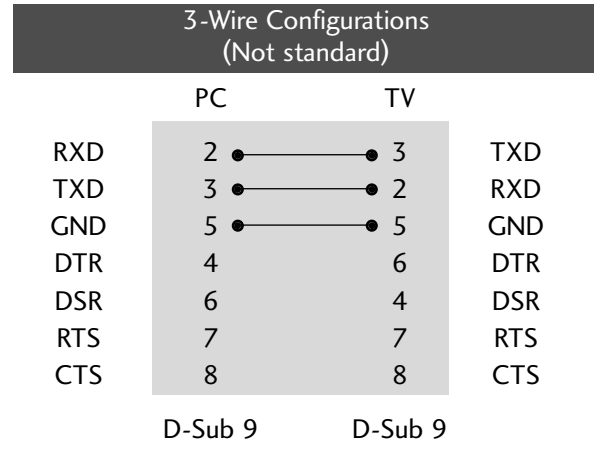 3-Wire Configurations
(Not standard)
PC TV
RXD 2 3 TXD
TXD 3 2 RXD
GND 5 5 GND
DTR 4 6 DTR
DSR 6 4 DSR
RTS 7 7 RTS
CTS 8 8 CTS
D-Sub 9 D-Sub 9